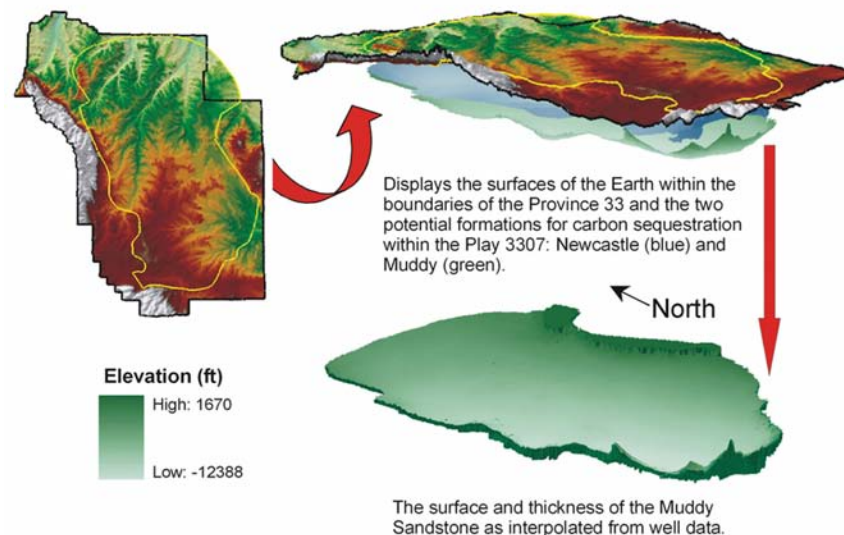 Displays the surfaces of the Earth within the
boundaries of the Province 33 and the two
potential formations for carbon sequestration
within the Play 3307: Newcastle (blue) and
Muddy (green).
North
Elevation (ft)
High: 1670
Low: -12388
The surface and thickness of the Muddy
Sandstone as interpolated from well data.